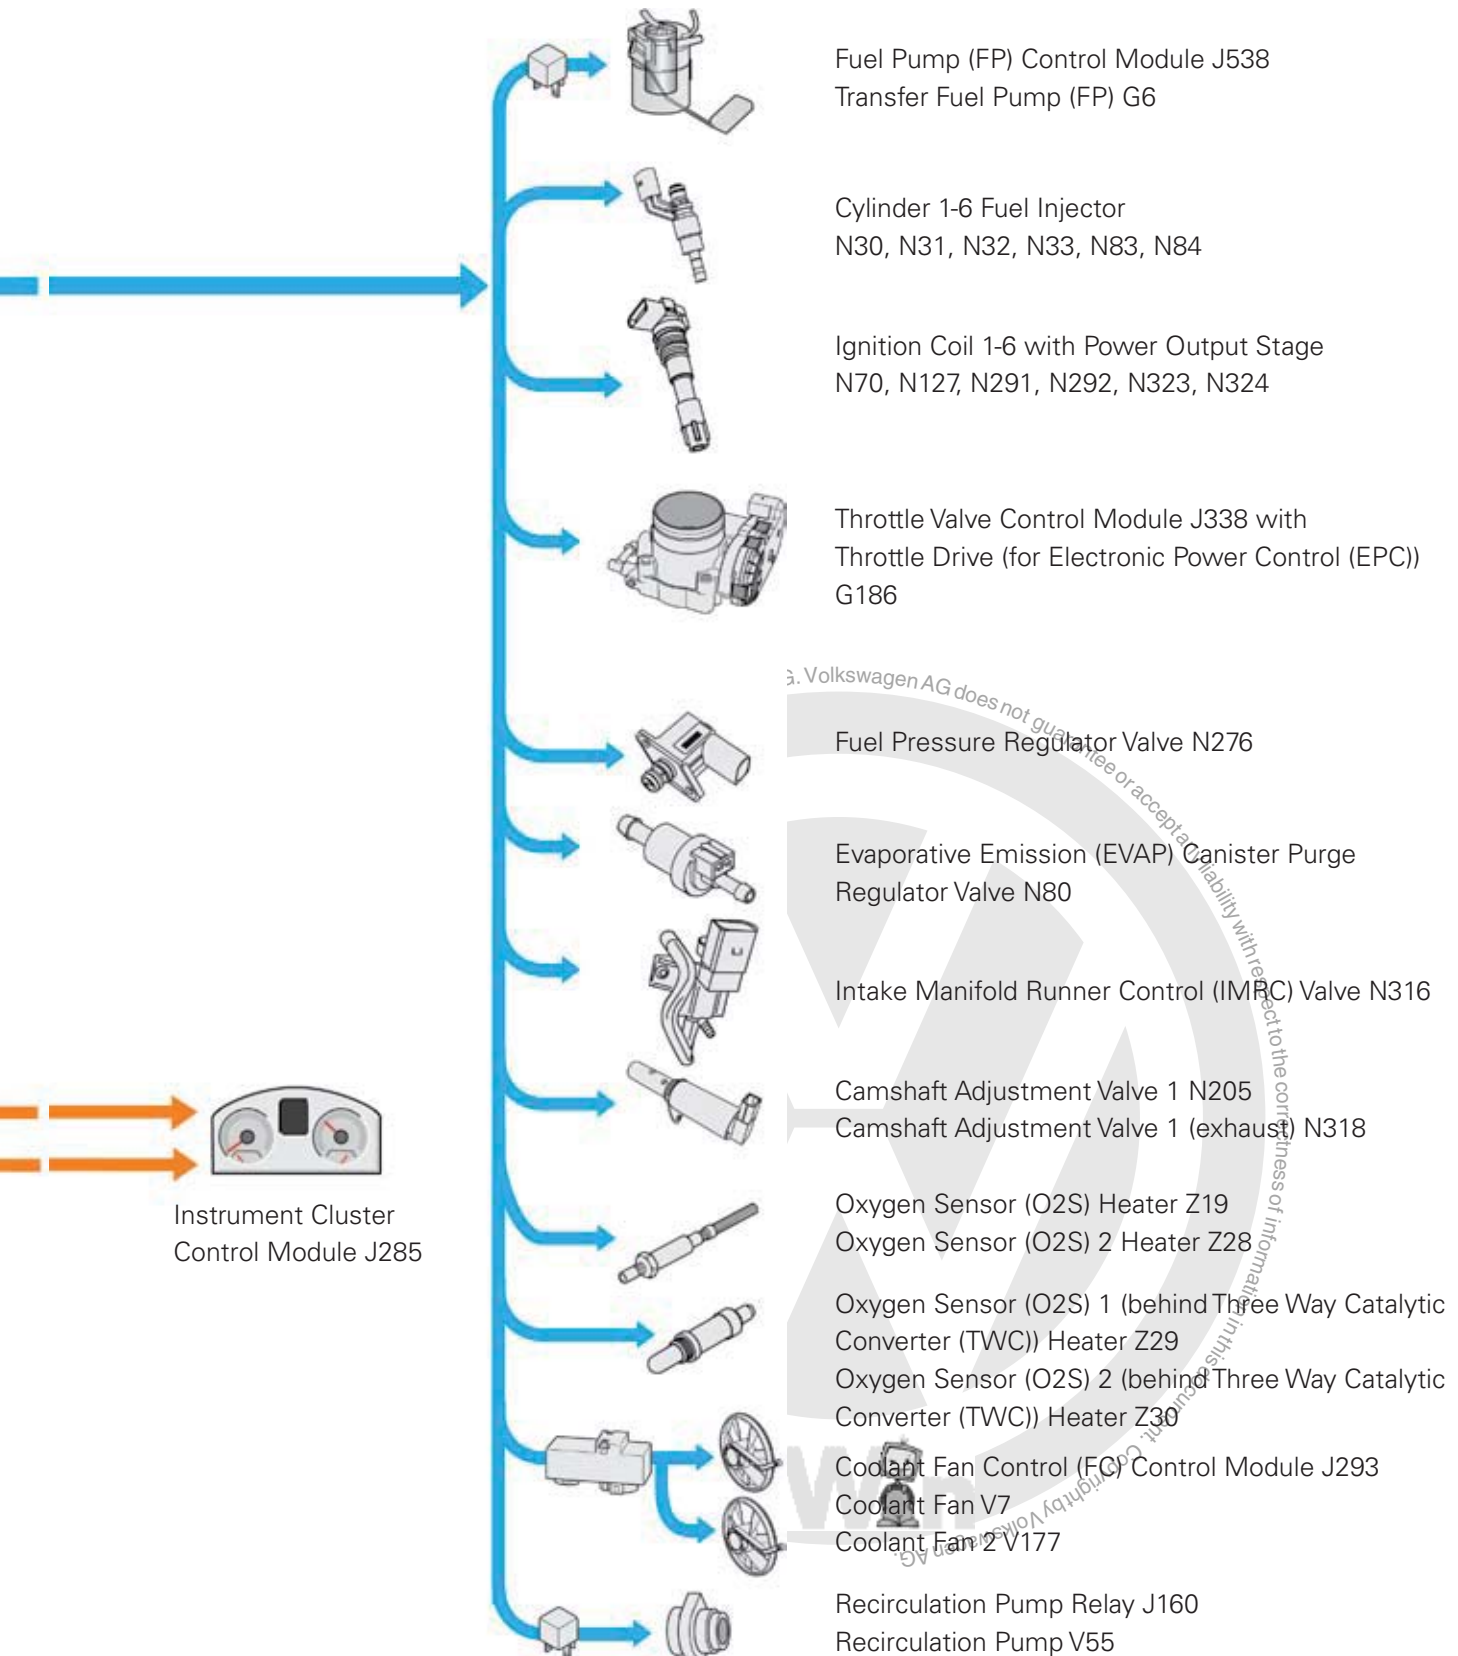 Fuel Pump (FP) Control Module J538
Transfer Fuel Pump (FP) G6
Cylinder 1-6 Fuel Injector
N30, N31, N32, N33, N83, N84
Ignition Coil 1-6 with Power Output Stage
N70, N127, N291, N292, N323, N324
Throttle Valve Control Module J338 with
Throttle Drive (for Electronic Power Control (EPC))
G186
G. Volkswagen AG does not guarantee or accept any liability with respect to the correctness of information in this document. Copyright by Volkswagen AG.
Fuel Pressure Regulator Valve N276
Evaporative Emission (EVAP) Canister Purge
Regulator Valve N80
Intake Manifold Runner Control (IMRC) Valve N316
Camshaft Adjustment Valve 1 N205
Camshaft Adjustment Valve 1 (exhaust) N318
Instrument Cluster
Control Module J285
Oxygen Sensor (O2S) Heater Z19
Oxygen Sensor (O2S) 2 Heater Z28
Oxygen Sensor (O2S) 1 (behind Three Way Catalytic
Converter (TWC)) Heater Z29
Oxygen Sensor (O2S) 2 (behind Three Way Catalytic
Converter (TWC)) Heater Z30
Coolant Fan Control (FC) Control Module J293
Coolant Fan V7
Coolant Fan 2 V177
Win
Recirculation Pump Relay J160
Recirculation Pump V55